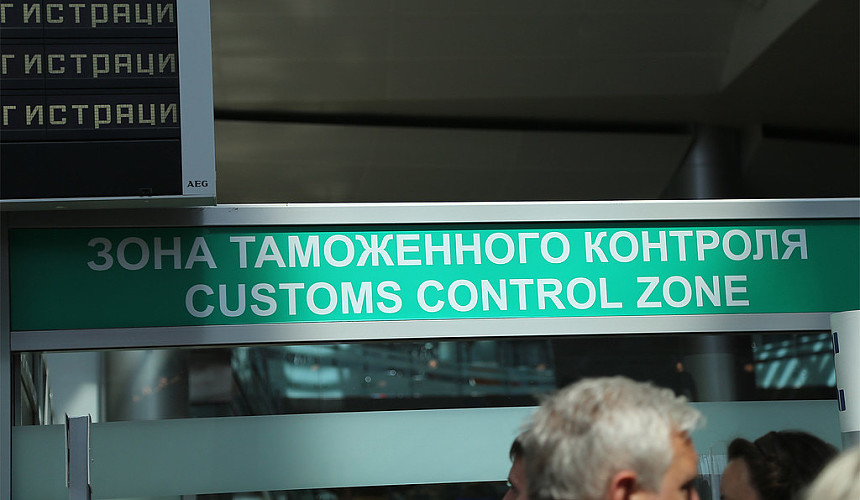 гистраци
гистраци
гистраци
AEG
ЗОНА ТАМОЖЕННОГО КОНТРОЛЯ
CUSTOMS CONTROL ZONE